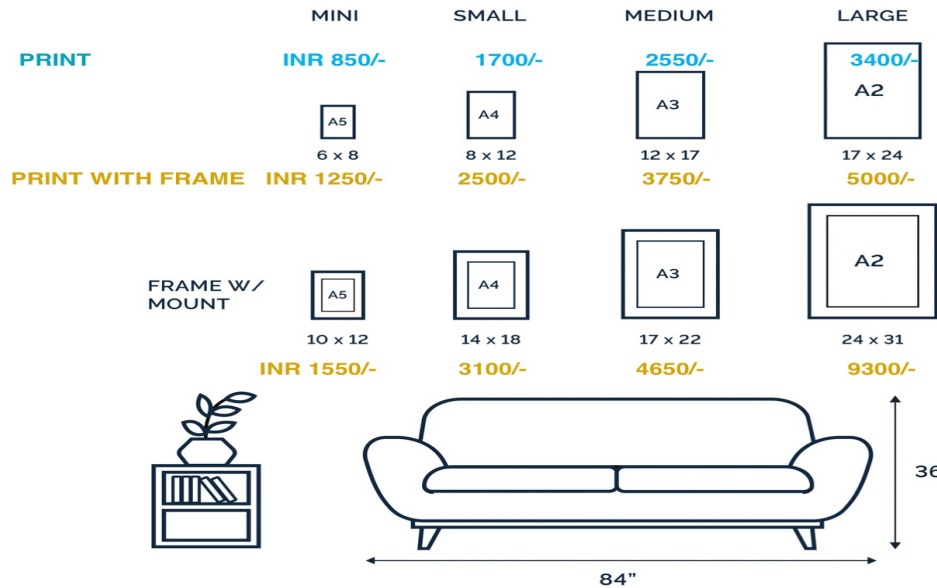 MINI SMALL MEDIUM LARGE
PRINT INR 850/- 1700/- 2550/- 3400/-
A5 A4 A3 A2
6 x 8 8 x 12 12 x 17 17 x 24
PRINT WITH FRAME INR 1250/- 2500/- 3750/- 5000/-
FRAME W/
MOUNT
A5 A4 A3 A2
10 x 12 14 x 18 17 x 22 24 x 31
INR 1550/- 3100/- 4650/- 9300/-
36
84”